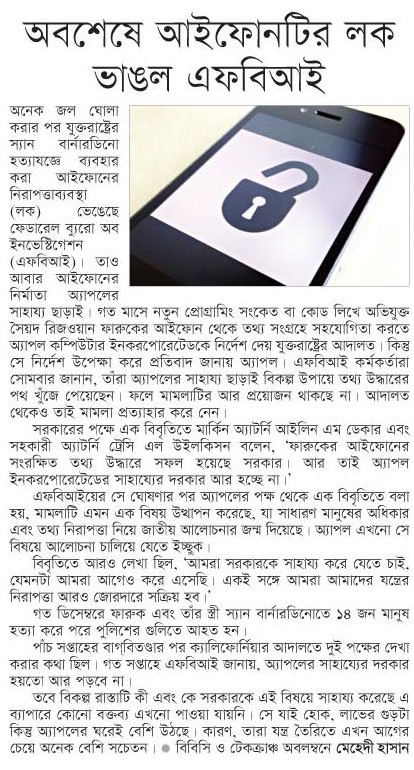 অবশেষে আইফোনটির লক
ভাঙল এফবিআই
অনেক জল ঘোলা
করার পর যুক্তরাষ্ট্রের
স্যান বার্নারডিনো
হত্যাযজ্ঞে ব্যবহার
করা আইফোনের
নিরাপত্তাব্যবস্থা
(লক) ভেঙেছে
ফেডারেল ব্যুরো অব
ইনভেস্টিগেশন
(এফবিআই)। তাও
আবার আইফোনের
নির্মাতা অ্যাপলের
সাহায্য ছাড়াই। গত মাসে নতুন প্রোগ্রামিং সংকেত বা কোড লিখে অভিযুক্ত
সৈয়দ রিজওয়ান ফারুকের আইফোন থেকে তথ্য সংগ্রহে সহযোগিতা করতে
অ্যাপল কম্পিউটার ইনকরপোরেটেডকে নির্দেশ দেয় যুক্তরাষ্ট্রের আদালত। কিন্তু
সে নির্দেশ উপেক্ষা করে প্রতিবাদ জানায় অ্যাপল। এফবিআই কর্মকর্তারা
সোমবার জানান, তাঁরা অ্যাপলের সাহায্য ছাড়াই বিকল্প উপায়ে তথ্য উদ্ধারের
পথ খুঁজে পেয়েছেন। ফলে মামলাটির আর প্রয়োজন থাকছে না। আদালত
থেকেও তাই মামলা প্রত্যাহার করে নেন।
সরকারের পক্ষে এক বিবৃতিতে মার্কিন অ্যাটর্নি আইলিন এম ডেকার এবং
সহকারী অ্যাটর্নি ট্রেসি এল উইলকিসন বলেন, ‘ফারুকের আইফোনের
সংরক্ষিত তথ্য উদ্ধারে সফল হয়েছে সরকার। আর তাই অ্যাপল
ইনকরপোরেটেডের সাহায্যের দরকার আর হচ্ছে না।’
এফবিআইয়ের সে ঘোষণার পর অ্যাপলের পক্ষ থেকে এক বিবৃতিতে বলা
হয়, মামলাটি এমন এক বিষয় উত্থাপন করেছে, যা সাধারণ মানুষের অধিকার
এবং তথ্য নিরাপত্তা নিয়ে জাতীয় আলোচনার জন্ম দিয়েছে। অ্যাপল এখনো সে
বিষয়ে আলোচনা চালিয়ে যেতে ইচ্ছুক।
বিবৃতিতে আরও লেখা ছিল, ‘আমরা সরকারকে সাহায্য করে যেতে চাই,
যেমনটা আমরা আগেও করে এসেছি। একই সঙ্গে আমরা আমাদের যন্ত্রের
নিরাপত্তা আরও জোরদারে সক্রিয় হব।’
গত ডিসেম্বরে ফারুক এবং তাঁর স্ত্রী স্যান বার্নারডিনোতে ১৪ জন মানুষ
হত্যা করে পরে পুলিশের গুলিতে আহত হন।
পাঁচ সপ্তাহের বাগ্‌বিতণ্ডার পর ক্যালিফোর্নিয়ার আদালতে দুই পক্ষের দেখা
করার কথা ছিল। গত সপ্তাহে এফবিআই জানায়, অ্যাপলের সাহায্যের দরকার
হয়তো আর পড়বে না।
তবে বিকল্প রাস্তাটি কী এবং কে সরকারকে এই বিষয়ে সাহায্য করেছে এ
ব্যাপারে কোনো বক্তব্য এখনো পাওয়া যায়নি। সে যাই হোক, লাভের গুড়টা
কিন্তু অ্যাপলের ঘরেই বেশি উঠছে। কারণ, তারা যন্ত্র তৈরিতে এখন আগের
চেয়ে অনেক বেশি সচেতন। ● বিবিসি ও টেকক্রাঞ্চ অবলম্বনে মেহেদী হাসান